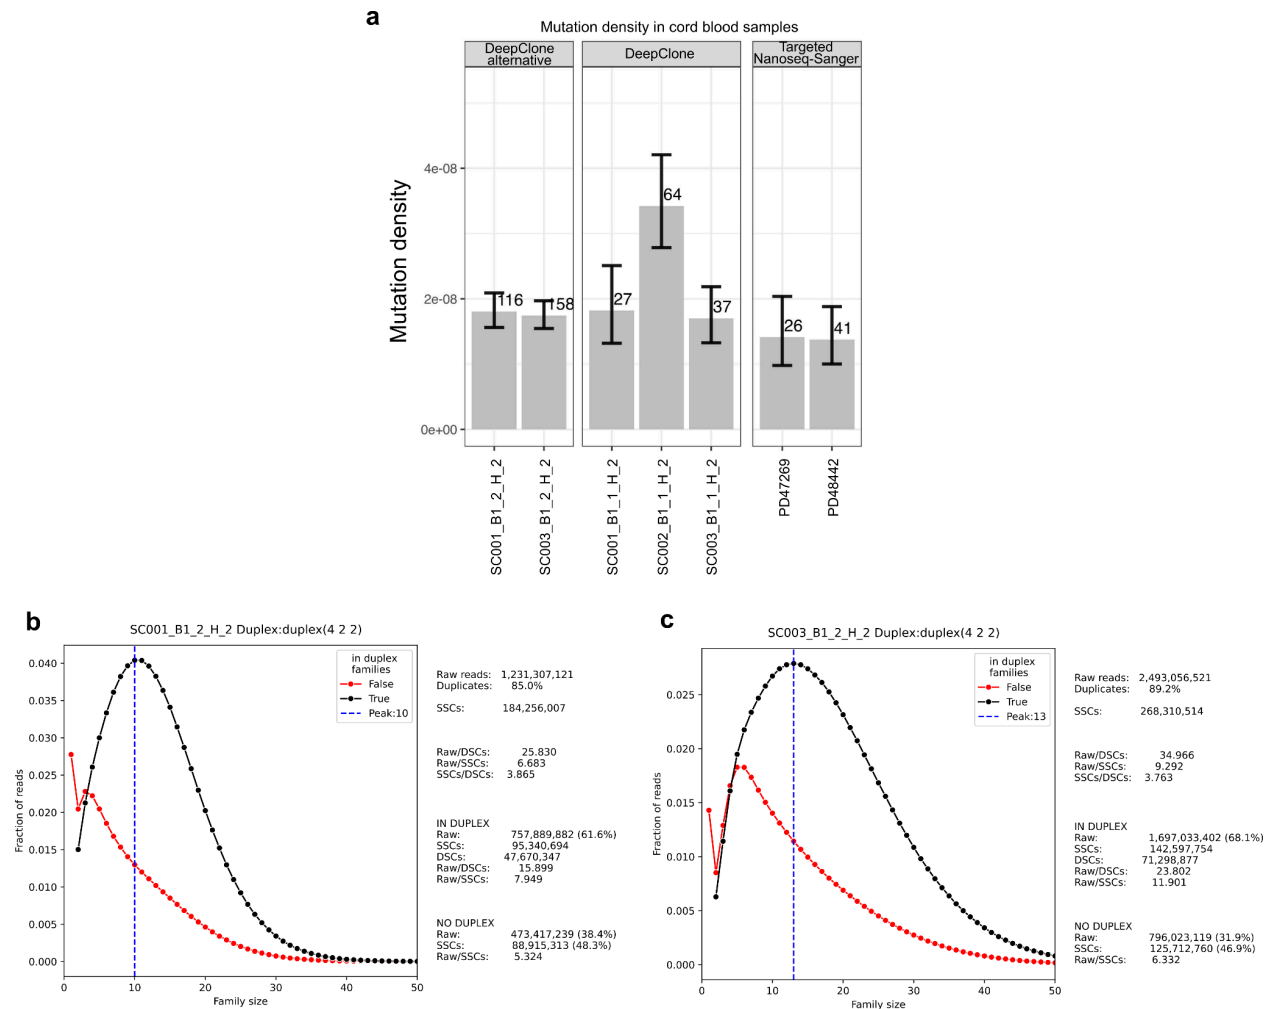 a
Mutation density in cord blood samples
DeepClone
alternative
DeepClone
Targeted
Nanoseq-Sanger
Mutation density
4e-08
2e-08
0e+00
116
158
27
64
37
26
41
SC001_B1_2_H_2
SC003_B1_2_H_2
SC001_B1_1_H_2
SC002_B1_1_H_2
SC003_B1_1_H_2
PD47269
PD48442
b
SC001_B1_2_H_2 Duplex:duplex(4 2 2)
Fraction of reads
0.040
0.035
0.030
0.025
0.020
0.015
0.010
0.005
0.000
0 10 20 30 40 50
Family size
in duplex
families
False
True
Peak:10
Raw reads: 1,231,307,121
Duplicates: 85.0%
SSCs: 184,256,007
Raw/DSCs: 25.830
Raw/SSCs: 6.683
SSCs/DSCs: 3.865
IN DUPLEX
Raw: 757,889,882 (61.6%)
SSCs: 95,340,694
DSCs: 47,670,347
Raw/DSCs: 15.899
Raw/SSCs: 7.949
NO DUPLEX
Raw: 473,417,239 (38.4%)
SSCs: 88,915,313 (48.3%)
Raw/SSCs: 5.324
c
SC003_B1_2_H_2 Duplex:duplex(4 2 2)
Fraction of reads
0.025
0.020
0.015
0.010
0.005
0.000
0 10 20 30 40 50
Family size
in duplex
families
False
True
Peak:13
Raw reads: 2,493,056,521
Duplicates: 89.2%
SSCs: 268,310,514
Raw/DSCs: 34.966
Raw/SSCs: 9.292
SSCs/DSCs: 3.763
IN DUPLEX
Raw: 1,697,033,402 (68.1%)
SSCs: 142,597,754
DSCs: 71,298,877
Raw/DSCs: 23.802
Raw/SSCs: 11.901
NO DUPLEX
Raw: 796,023,119 (31.9%)
SSCs: 125,712,760 (46.9%)
Raw/SSCs: 6.332